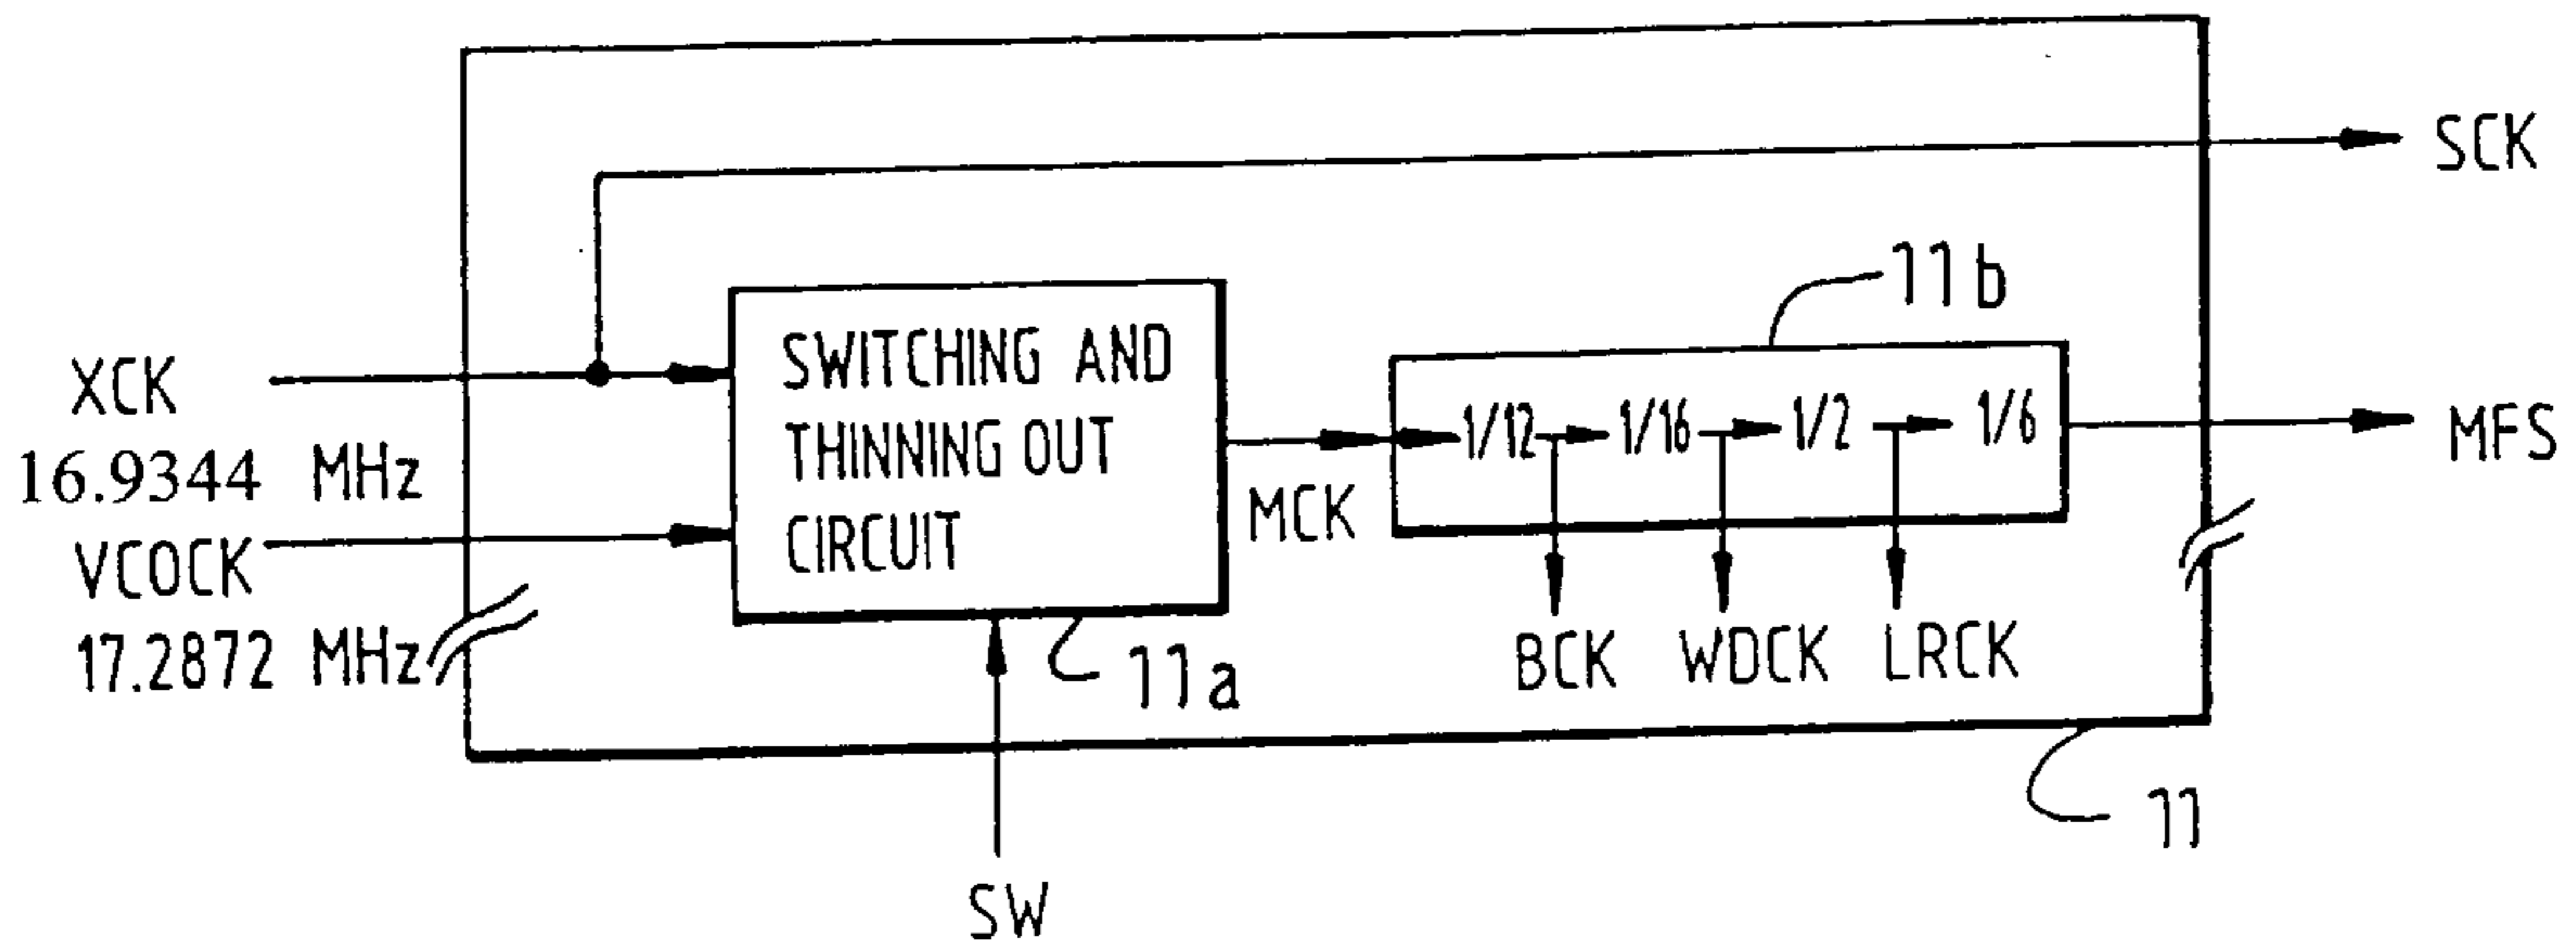 SCK
11b
XCK
16.9344 MHz
VCOCK
17.2872 MHz
SWITCHING AND
THINNING OUT
CIRCUIT
MCK
1/12 1/16 1/2 1/6
MFS
BCK WDCK LRCK
11a
11
SW